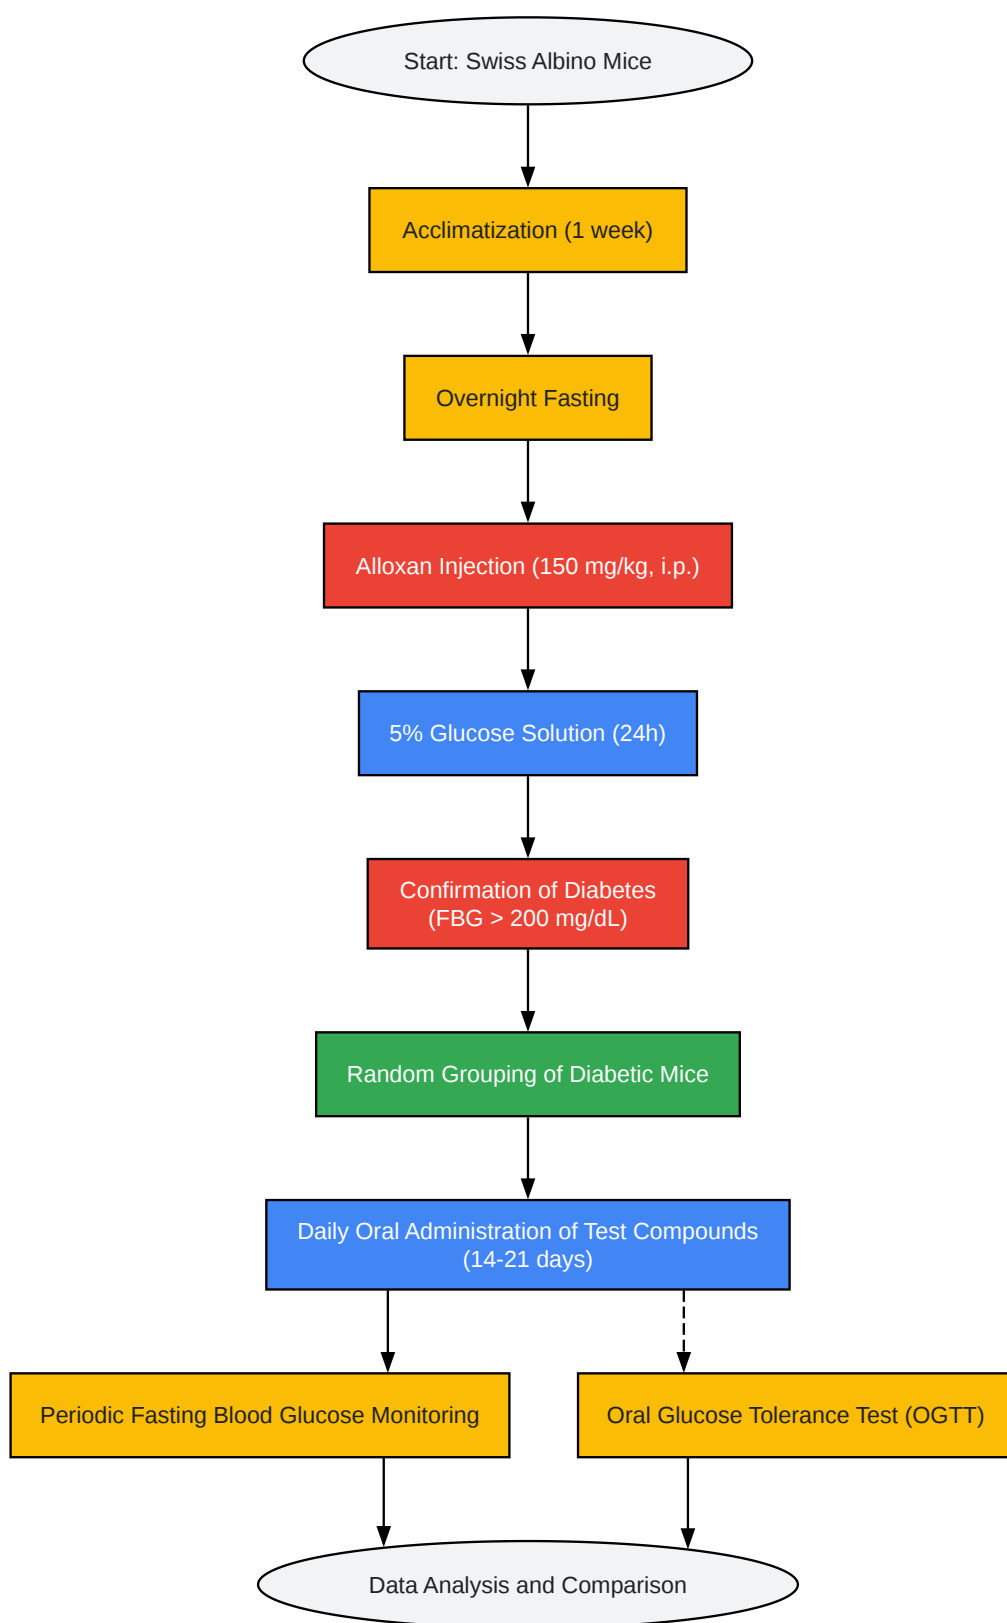 Start: Swiss Albino Mice
Acclimatization (1 week)
Overnight Fasting
Alloxan Injection (150 mg/kg, i.p.)
5% Glucose Solution (24h)
Confirmation of Diabetes
(FBG > 200 mg/dL)
Random Grouping of Diabetic Mice
Daily Oral Administration of Test Compounds
(14-21 days)
Periodic Fasting Blood Glucose Monitoring
Oral Glucose Tolerance Test (OGTT)
Data Analysis and Comparison